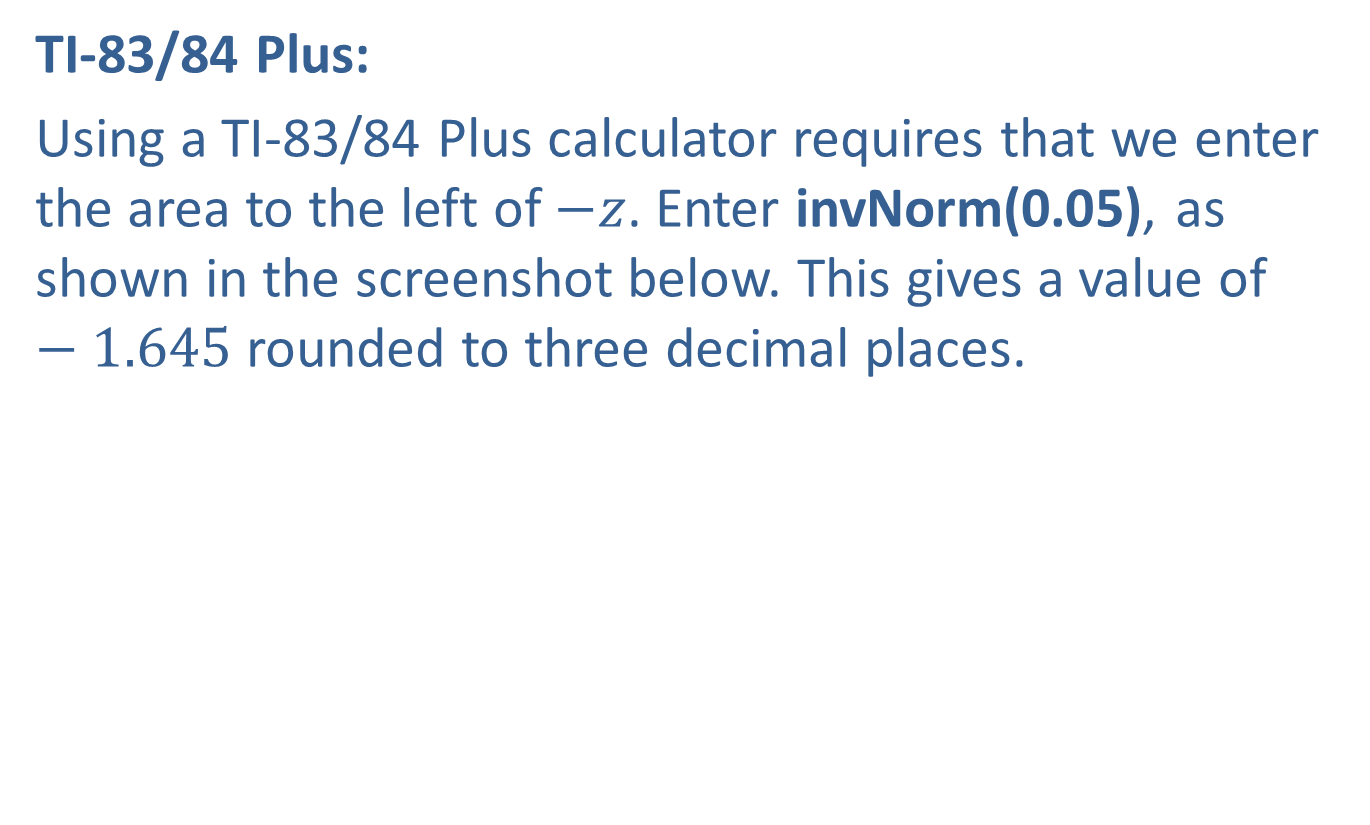 TI-83/84 Plus:
Using a TI-83/84 Plus calculator requires that we enter
the area to the left of −z. Enter invNorm(0.05), as
shown in the screenshot below. This gives a value of
− 1.645 rounded to three decimal places.